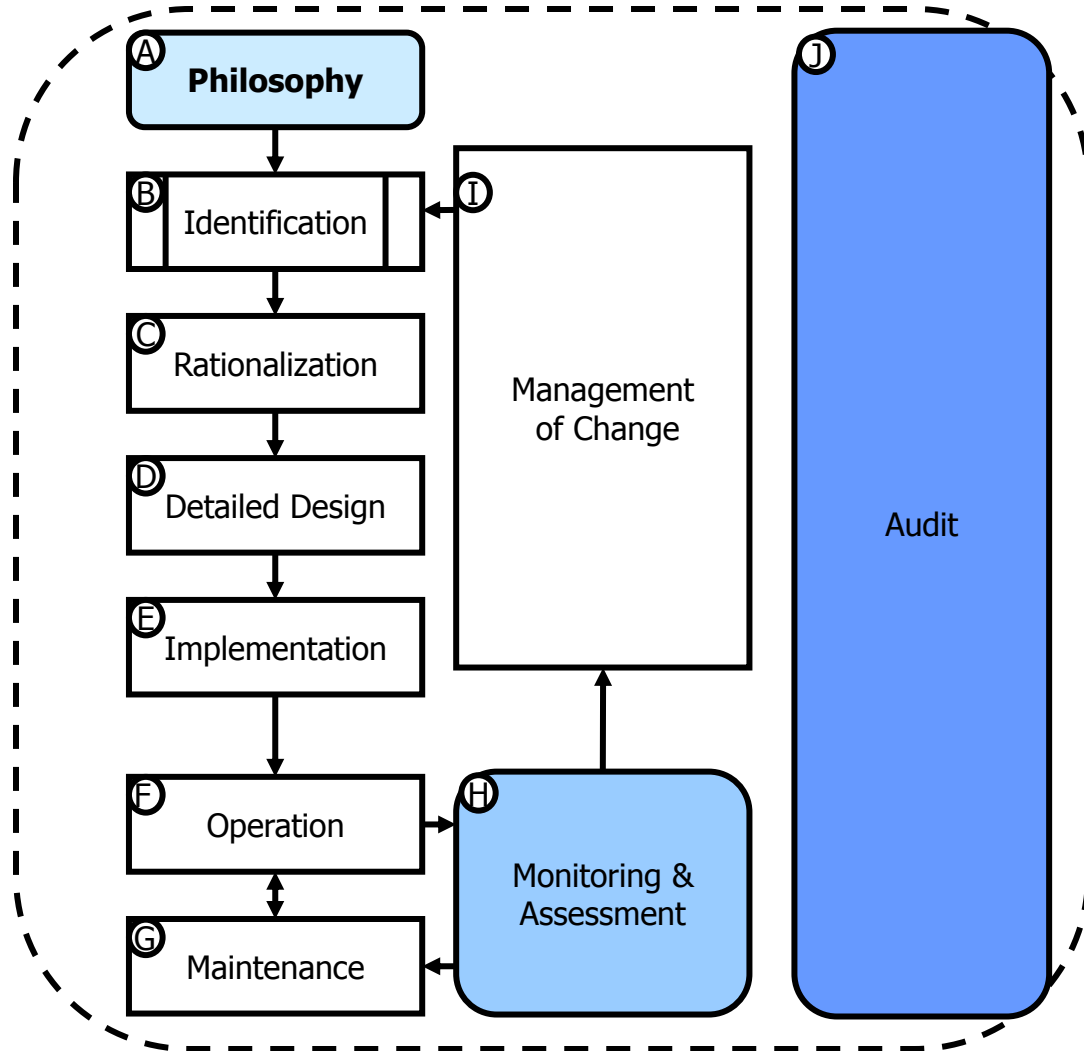 A
Philosophy
B
Identification
C
Rationalization
D
Detailed Design
E
Implementation
F
Operation
G
Maintenance
H
Monitoring &
Assessment
I
Management
of Change
J
Audit